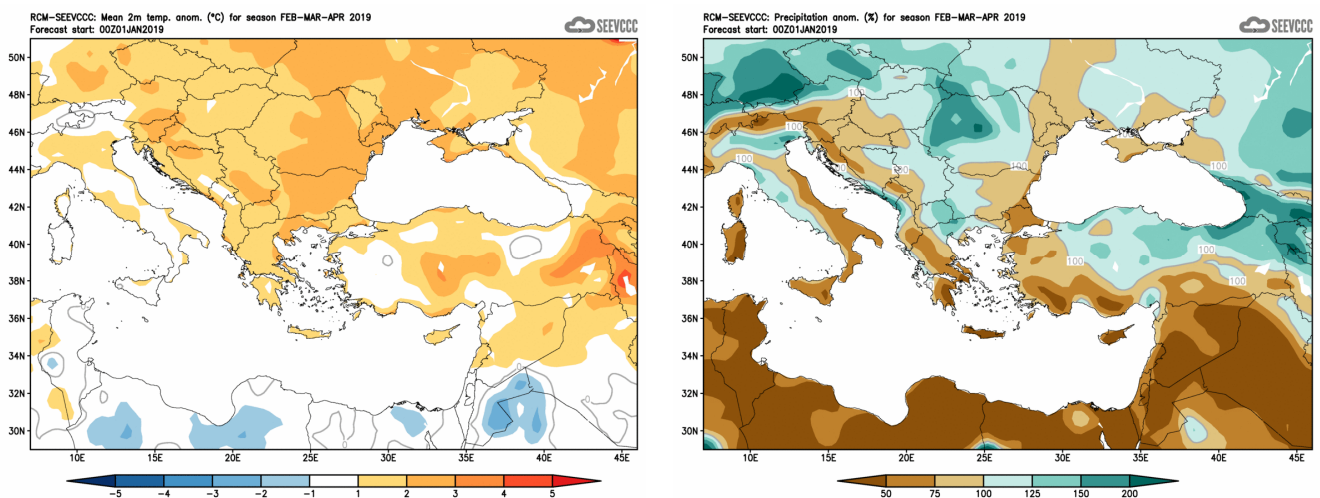 RCM-SEEVCCC: Mean 2m temp. anom. (°C) for season FEB-MAR-APR 2019
Forecast start: 00Z01JAN2019
SEEVCCC
50N
48N
46N
44N
42N
40N
38N
36N
34N
32N
30N
10E 15E 20E 25E 30E 35E 40E 45E
-5 -4 -3 -2 -1 1 2 3 4 5
RCM-SEEVCCC: Precipitation anom. (%) for season FEB-MAR-APR 2019
Forecast start: 00Z01JAN2019
SEEVCCC
50N
48N
46N
44N
42N
40N
38N
36N
34N
32N
30N
100
100
100
100
100
100
100
100
100
10E 15E 20E 25E 30E 35E 40E 45E
50 75 100 125 150 200